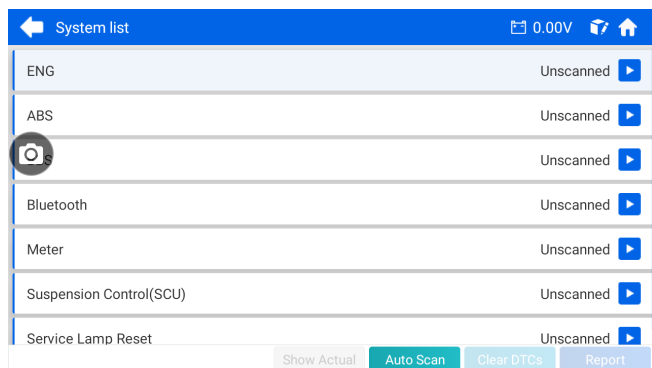 System list 0.00V
ENG Unscanned
ABS Unscanned
Unscanned
Bluetooth Unscanned
Meter Unscanned
Suspension Control(SCU) Unscanned
Service Lamp Reset Unscanned
Show Actual Auto Scan Clear DTCs Report